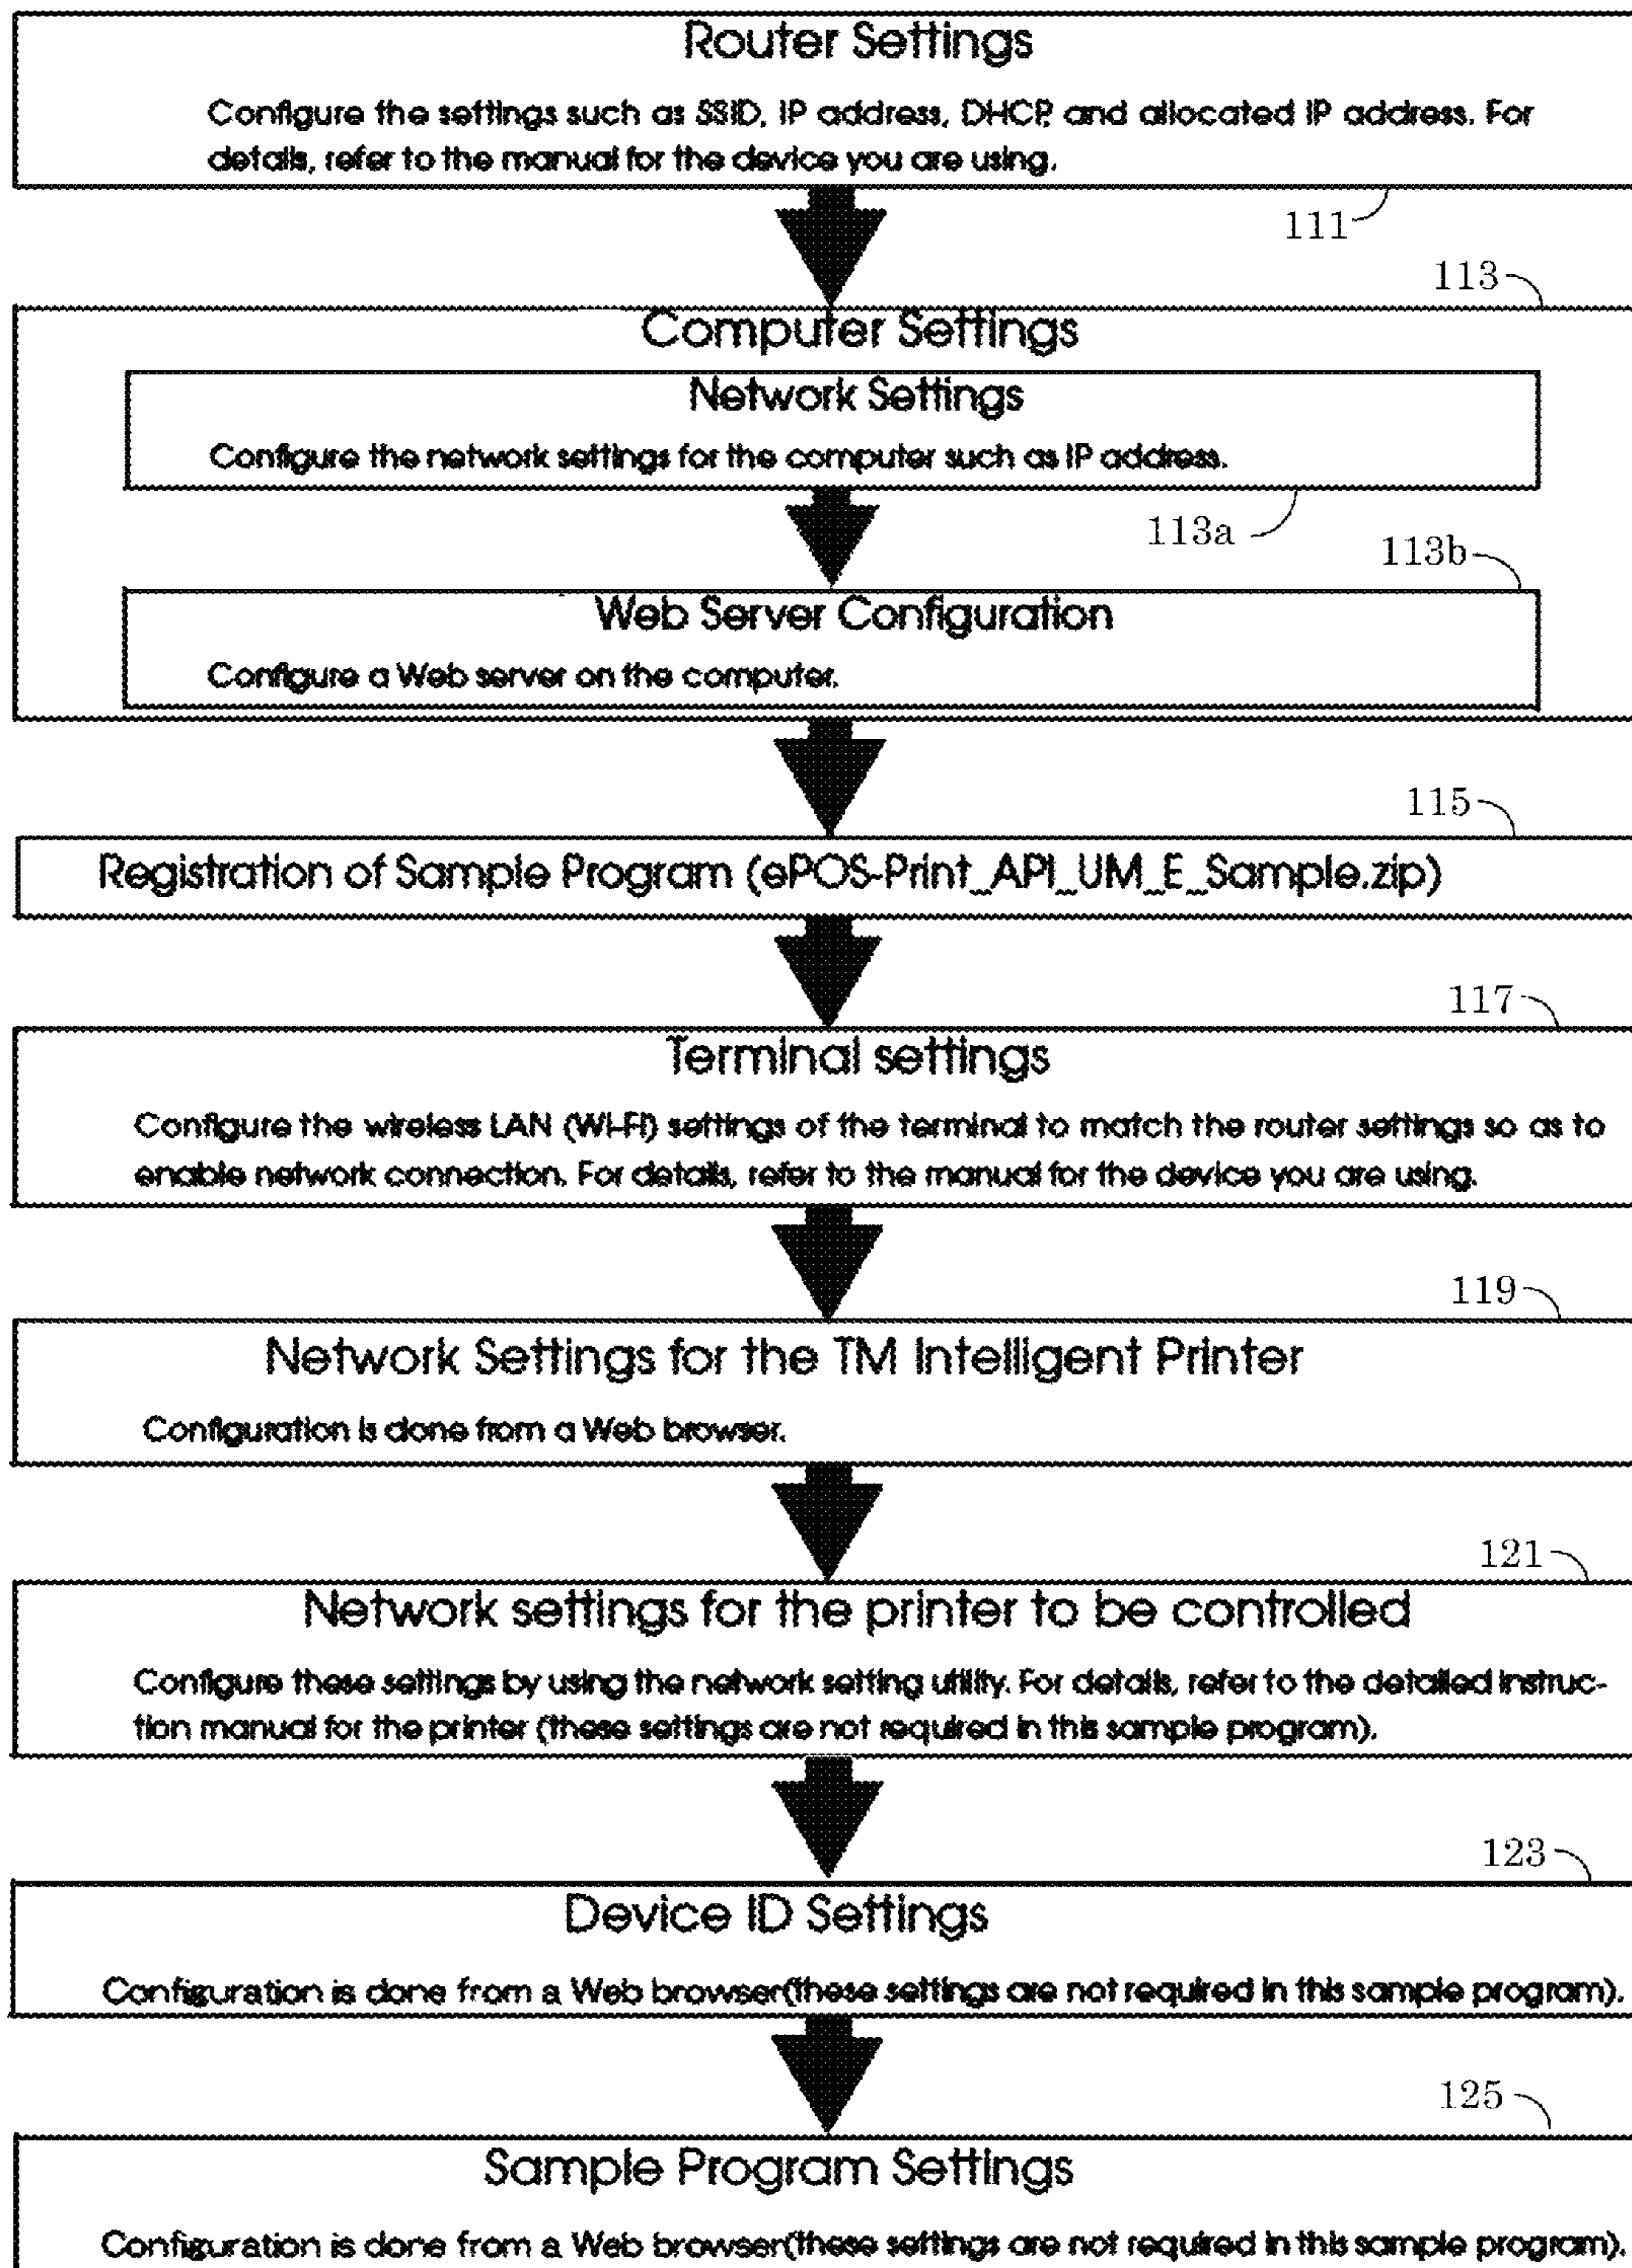 Router Settings
Configure the settings such as SSID, IP address, DHCP, and allocated IP address. For
details, refer to the manual for the device you are using.
111
113
Computer Settings
Network Settings
Configure the network settings for the computer such as IP address.
113a
113b
Web Server Configuration
Configure a Web server on the computer.
115
Registration of Sample Program (ePOS-Print_API_UM_E_Sample.zip)
117
Terminal settings
Configure the wireless LAN (Wi-Fi) settings of the terminal to match the router settings so as to
enable network connection. For details, refer to the manual for the device you are using.
119
Network Settings for the TM Intelligent Printer
Configuration is done from a Web browser.
121
Network settings for the printer to be controlled
Configure these settings by using the network setting utility. For details, refer to the detailed instruc-
tion manual for the printer (these settings are not required in this sample program).
123
Device ID Settings
Configuration is done from a Web browser(these settings are not required in this sample program).
125
Sample Program Settings
Configuration is done from a Web browser(these settings are not required in this sample program).